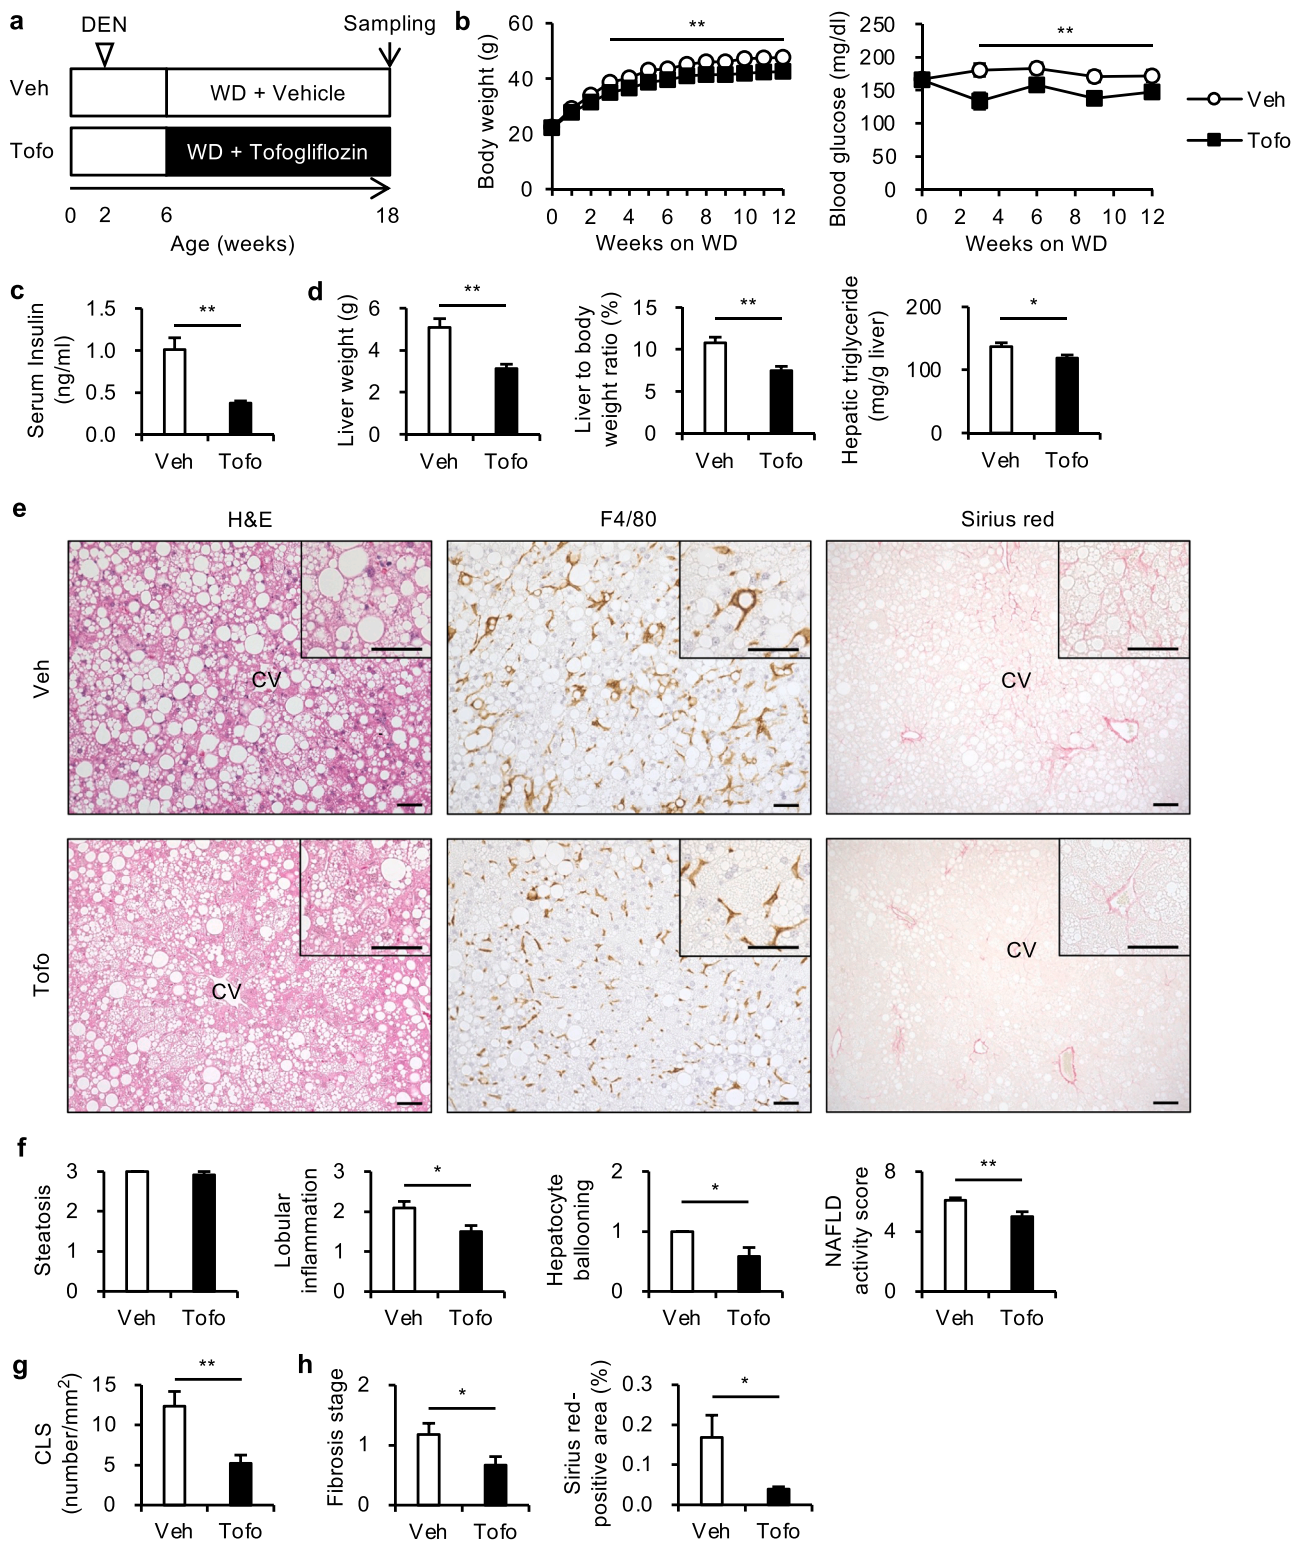 a
DEN
Sampling
Veh
WD + Vehicle
Tofo
WD + Tofogliflozin
0 2 6 18
Age (weeks)
b
Body weight (g)
60
40
20
0
**
0 2 4 6 8 10 12
Weeks on WD
Blood glucose (mg/dl)
250
200
150
100
50
0
**
0 2 4 6 8 10 12
Weeks on WD
Veh
Tofo
c
Serum Insulin
(ng/ml)
1.5
1.0
0.5
0.0
**
Veh Tofo
d
Liver weight (g)
6
4
2
0
**
Veh Tofo
Liver to body
weight ratio (%)
15
10
5
0
**
Veh Tofo
Hepatic triglyceride
(mg/g liver)
200
100
0
*
Veh Tofo
e
H&E
F4/80
Sirius red
Veh
CV
CV
Tofo
CV
CV
f
Steatosis
3
2
1
0
Veh Tofo
Lobular
inflammation
3
2
1
0
*
Veh Tofo
Hepatocyte
ballooning
2
1
0
*
Veh Tofo
NAFLD
activity score
8
4
0
**
Veh Tofo
g
CLS
(number/mm²)
15
10
5
0
**
Veh Tofo
h
Fibrosis stage
2
1
0
*
Veh Tofo
Sirius red-
positive area (%)
0.3
0.2
0.1
0.0
*
Veh Tofo